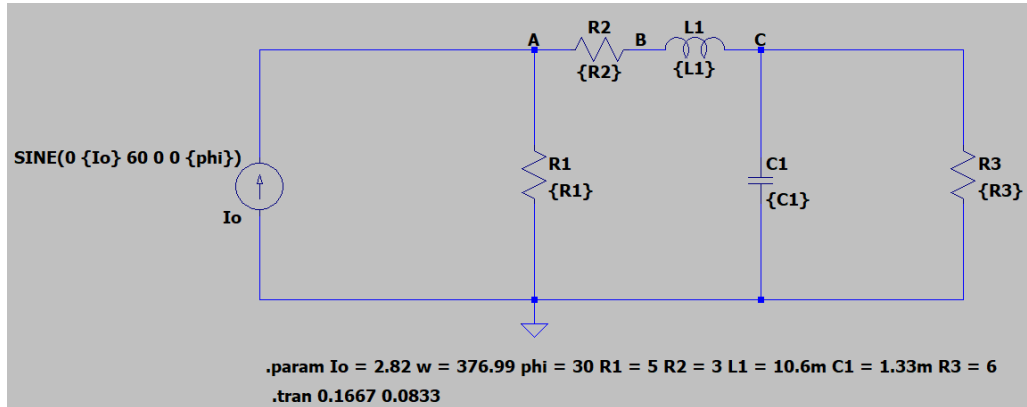 R2
L1
A
B
C
{R2}
{L1}
SINE(0 {Io} 60 0 0 {phi})
R1
C1
R3
{R1}
{C1}
{R3}
Io
.param Io = 2.82 w = 376.99 phi = 30 R1 = 5 R2 = 3 L1 = 10.6m C1 = 1.33m R3 = 6
.tran 0.1667 0.0833